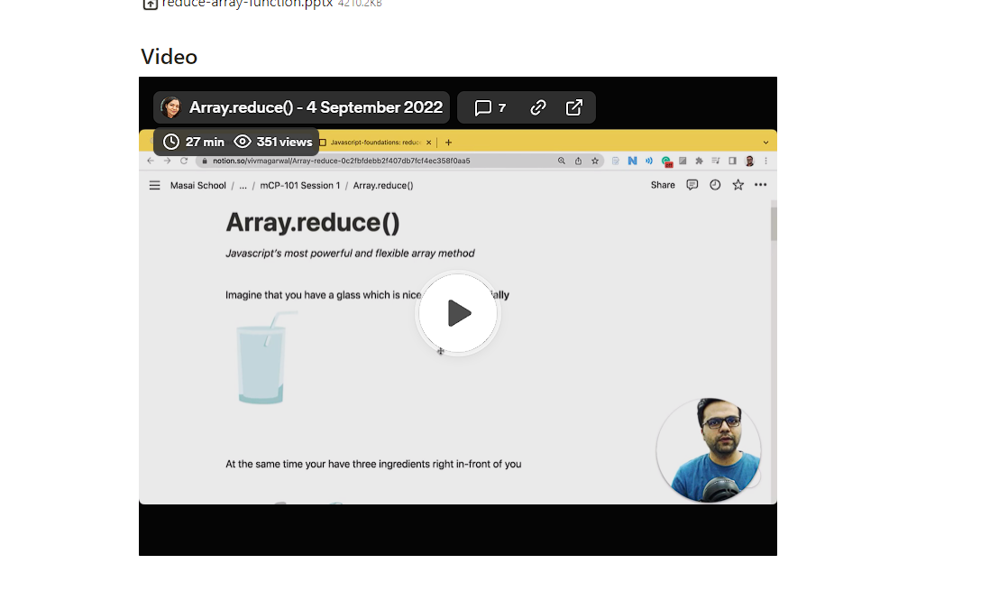 reduce-array-function.pptx 4210.2KB
Video
Array.reduce() - 4 September 2022
7
27 min 351 views
Javascript-foundations: reduc
notion.so/vivmagarwal/Array-reduce-0c2fbfdebb2f407db7fcf4ec358f0aa5
Masai School / ... / mCP-101 Session 1 / Array.reduce()
Share
Array.reduce()
Javascript's most powerful and flexible array method
Imagine that you have a glass which is nice ally
At the same time your have three ingredients right in-front of you